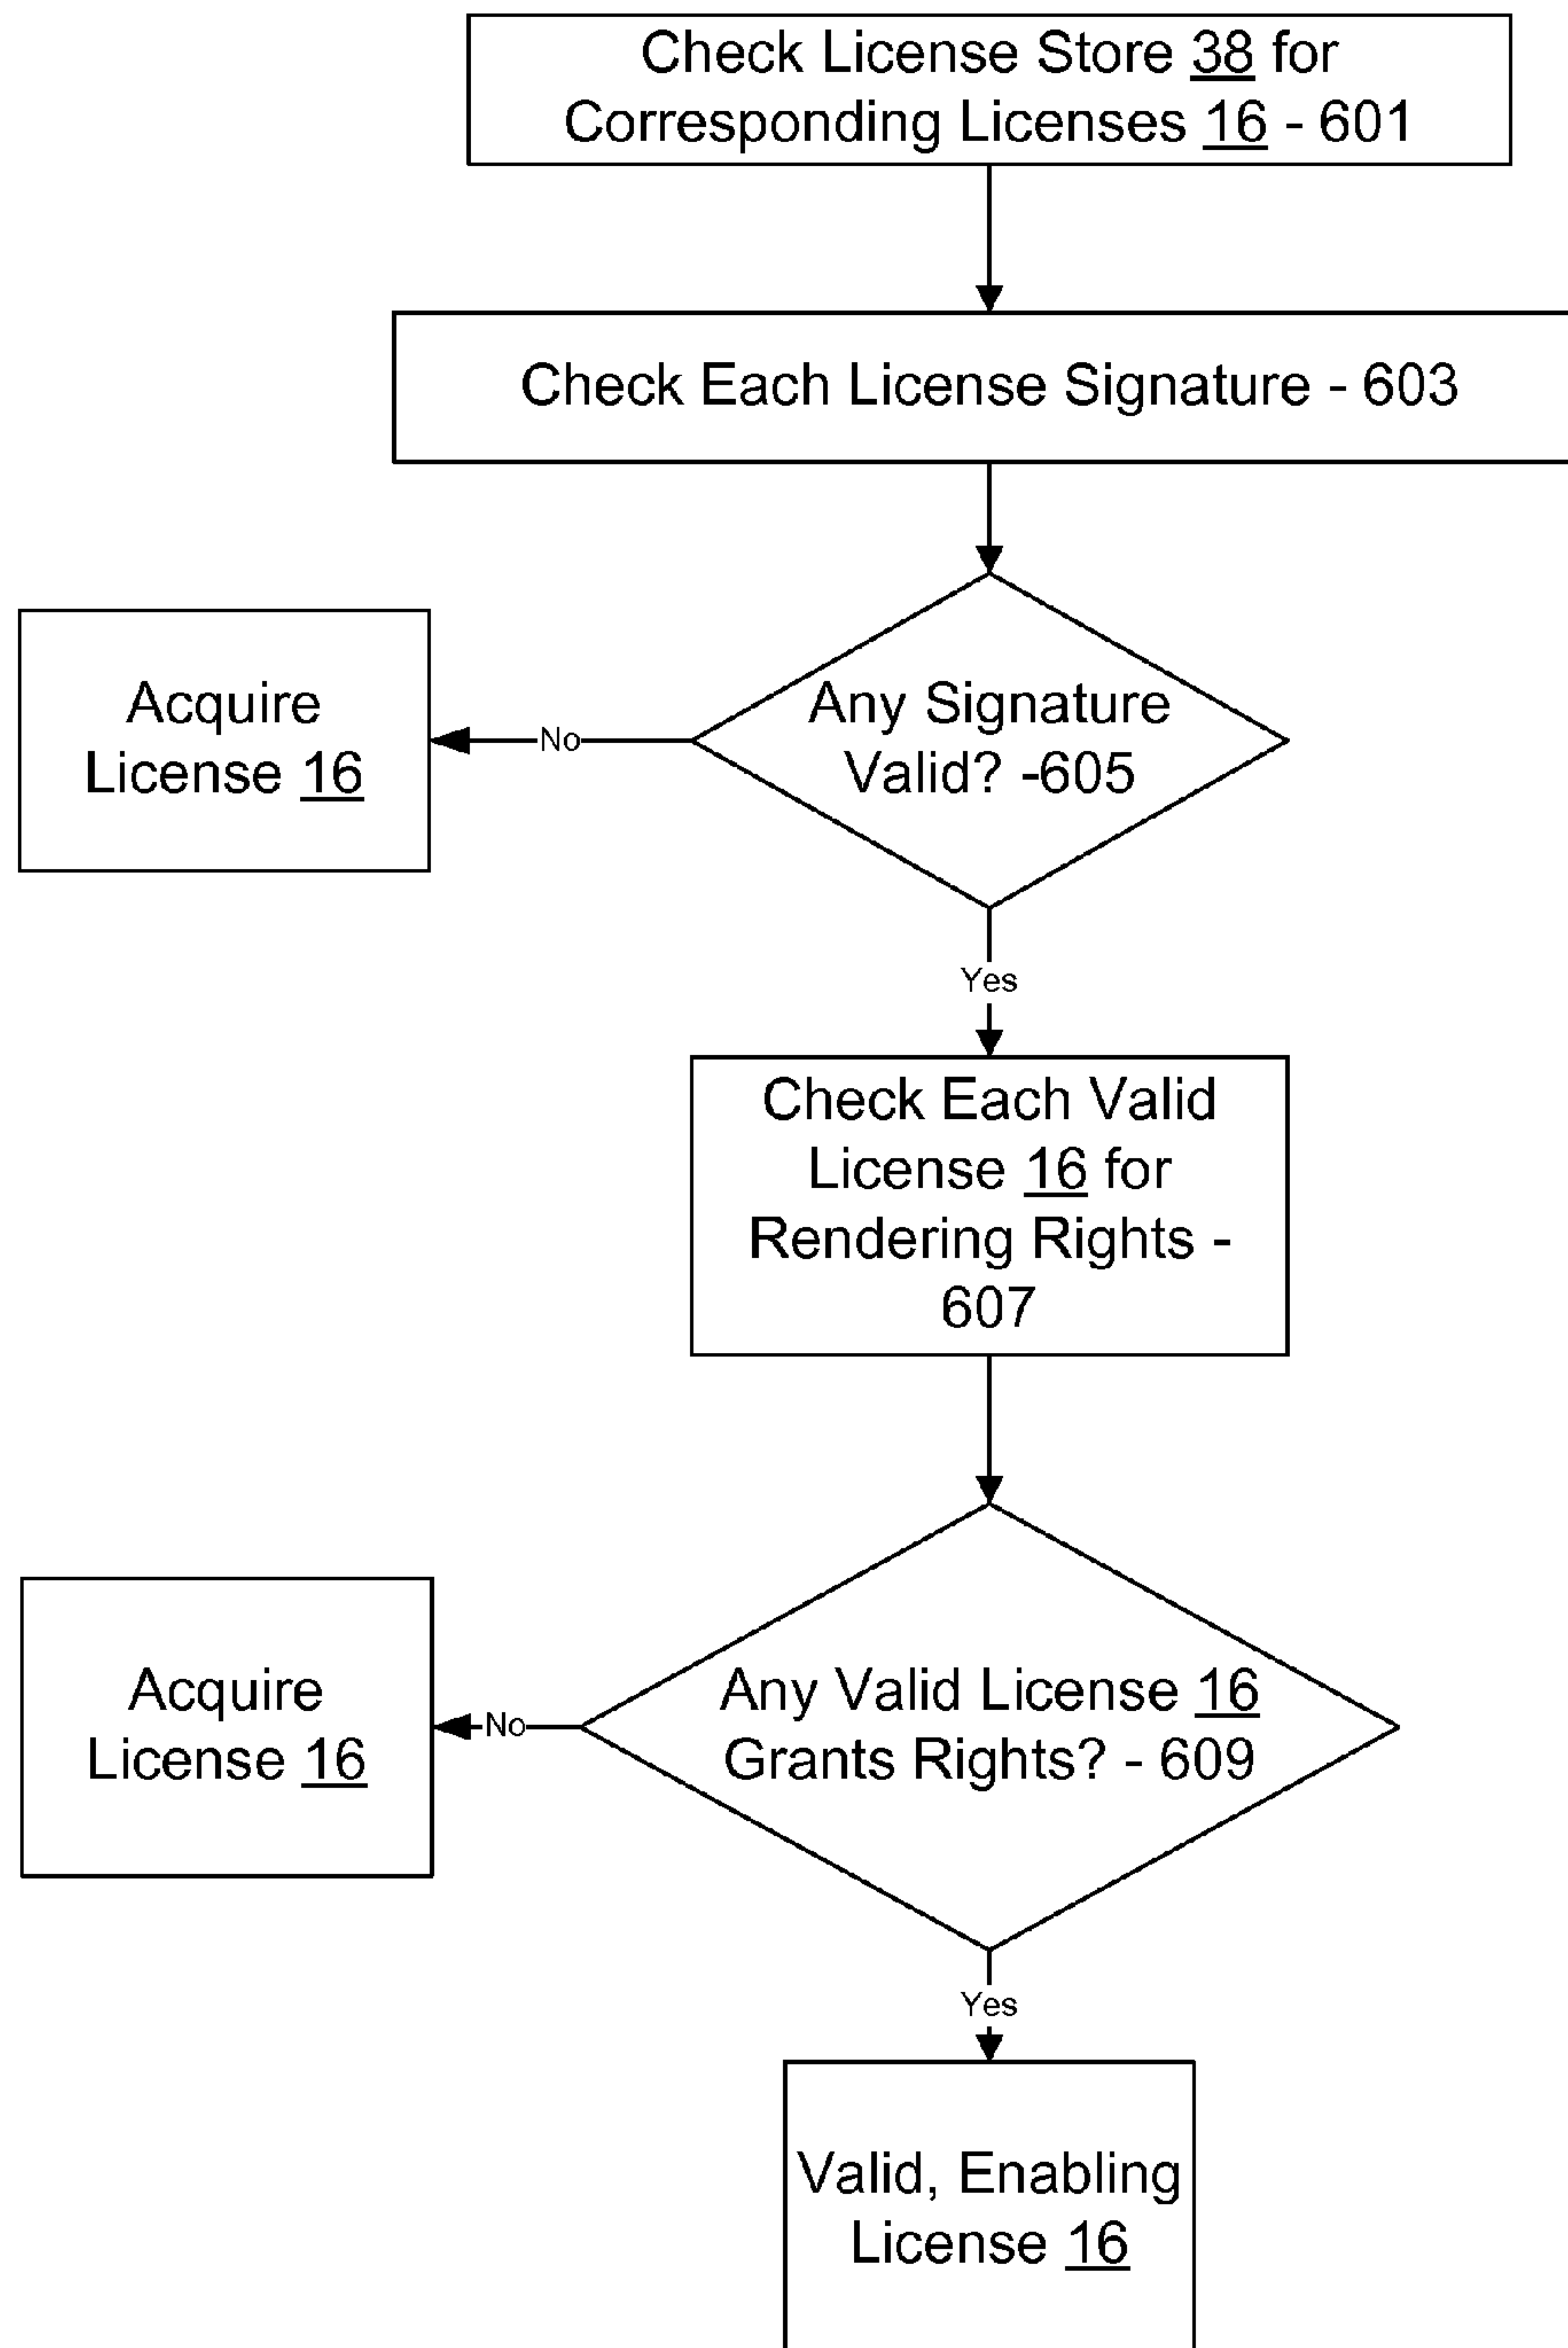 Check License Store 38 for
Corresponding Licenses 16 - 601
Check Each License Signature - 603
Any Signature
Valid? -605
No
Acquire
License 16
Yes
Check Each Valid
License 16 for
Rendering Rights -
607
Any Valid License 16
Grants Rights? - 609
No
Acquire
License 16
Yes
Valid, Enabling
License 16